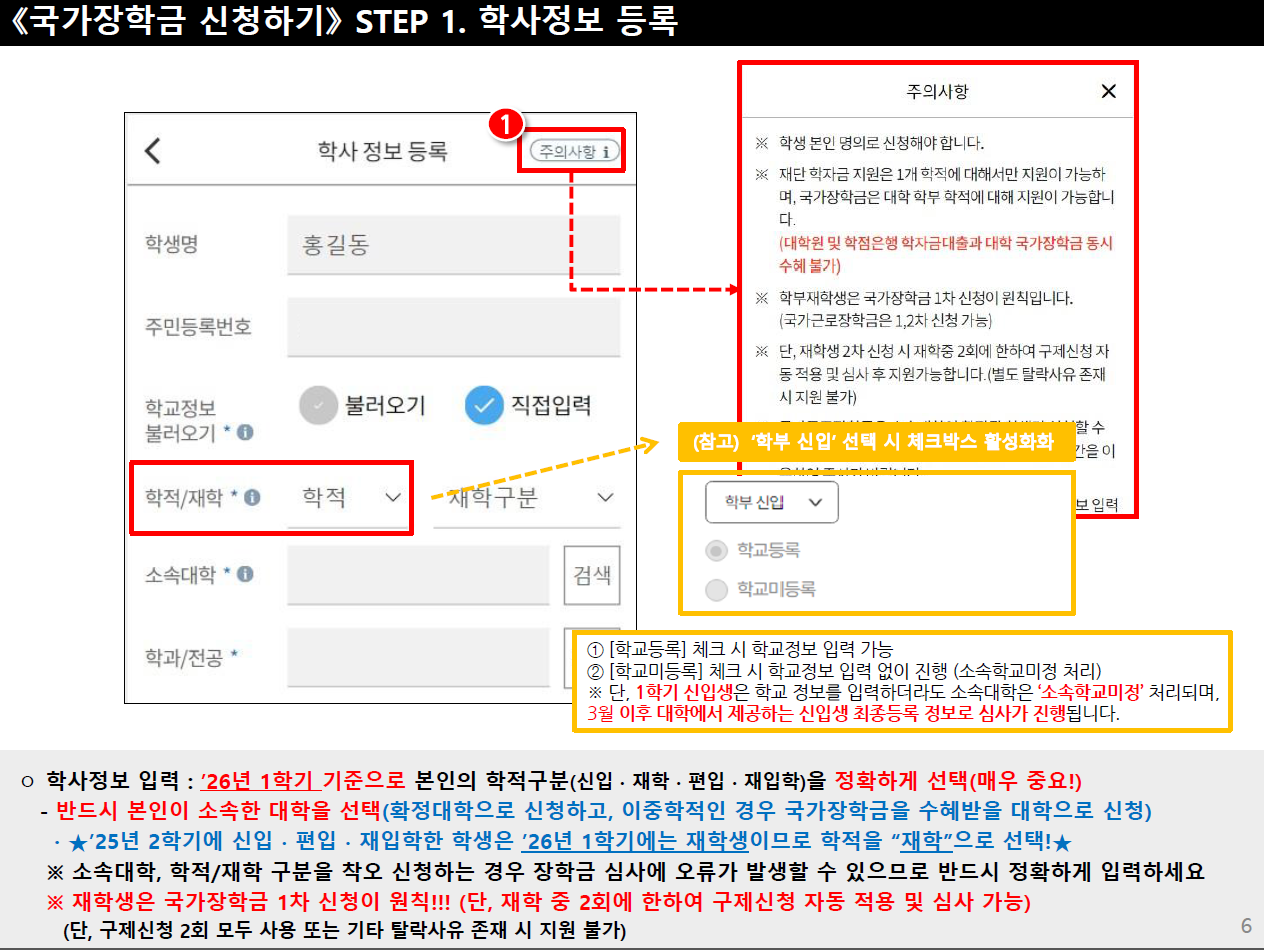 《국가장학금 신청하기》 STEP 1. 학사정보 등록
학사 정보 등록
1
주의사항 i
학생명
홍길동
주민등록번호
학교정보
불러오기 * i
불러오기
직접입력
학적/재학 * i
학적
재학구분
소속대학 * i
검색
학과/전공 *
주의사항
※ 학생 본인 명의로 신청해야 합니다.
※ 재단 학자금 지원은 1개 학적에 대해서만 지원이 가능하
며, 국가장학금은 대학 학부 학적에 대해 지원이 가능합니
다.
(대학원 및 학점은행 학자금대출과 대학 국가장학금 동시
수혜 불가)
※ 학부재학생은 국가장학금 1차 신청이 원칙입니다.
(국가근로장학금은 1,2차 신청 가능)
※ 단, 재학생 2차 신청 시 재학중 2회에 한하여 구제신청 자
동 적용 및 심사 후 지원가능합니다.(별도 탈락사유 존재
시 지원 불가)
할 수
간을 이
보 입력
(참고) ‘학부 신입’ 선택 시 체크박스 활성화화
학부 신입
학교등록
학교미등록
① [학교등록] 체크 시 학교정보 입력 가능
② [학교미등록] 체크 시 학교정보 입력 없이 진행 (소속학교미정 처리)
※ 단, 1학기 신입생은 학교 정보를 입력하더라도 소속대학은 ‘소속학교미정’ 처리되며,
3월 이후 대학에서 제공하는 신입생 최종등록 정보로 심사가 진행됩니다.
○ 학사정보 입력 : ’26년 1학기 기준으로 본인의 학적구분(신입 · 재학 · 편입 · 재입학)을 정확하게 선택(매우 중요!)
- 반드시 본인이 소속한 대학을 선택(확정대학으로 신청하고, 이중학적인 경우 국가장학금을 수혜받을 대학으로 신청)
· ★’25년 2학기에 신입 · 편입 · 재입학한 학생은 ’26년 1학기에는 재학생이므로 학적을 “재학”으로 선택!★
※ 소속대학, 학적/재학 구분을 착오 신청하는 경우 장학금 심사에 오류가 발생할 수 있으므로 반드시 정확하게 입력하세요
※ 재학생은 국가장학금 1차 신청이 원칙!!! (단, 재학 중 2회에 한하여 구제신청 자동 적용 및 심사 가능)
(단, 구제신청 2회 모두 사용 또는 기타 탈락사유 존재 시 지원 불가)
6